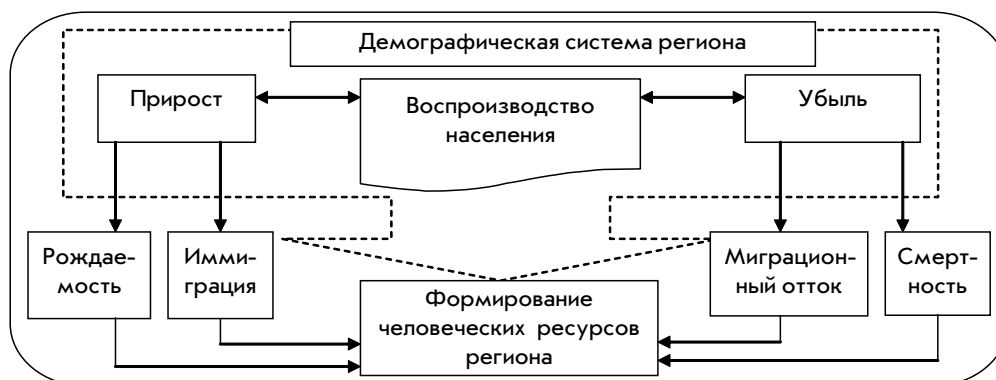 Демографическая система региона
Прирост
Воспроизводство
населения
Убыль
Рождае-
мость
Имми-
грация
Миграцион-
ный отток
Смерт-
ность
Формирование
человеческих ресурсов
региона